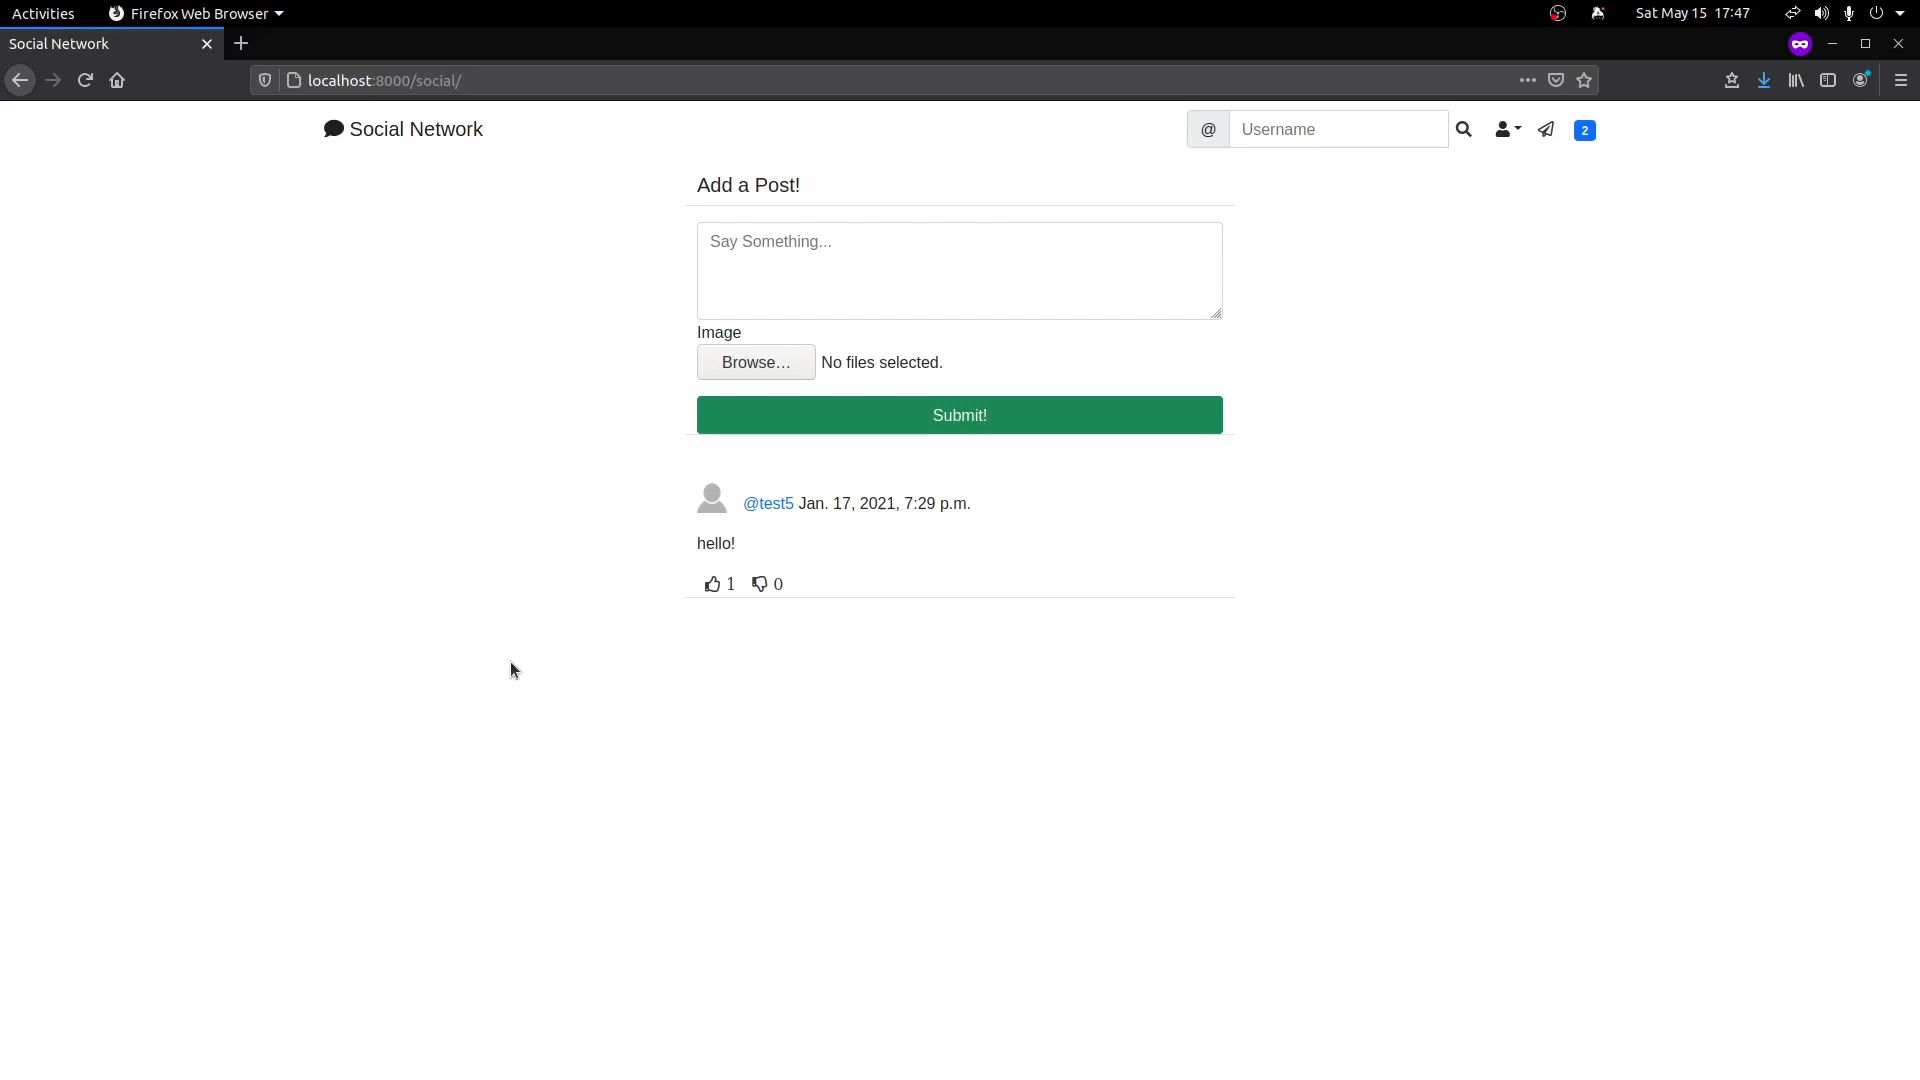 Activities Firefox Web Browser Sat May 15 17:47
Social Network
localhost:8000/social/
Social Network @ Username 2
Add a Post!
Say Something...
Image
Browse... No files selected.
Submit!
@test5 Jan. 17, 2021, 7:29 p.m.
hello!
1 0